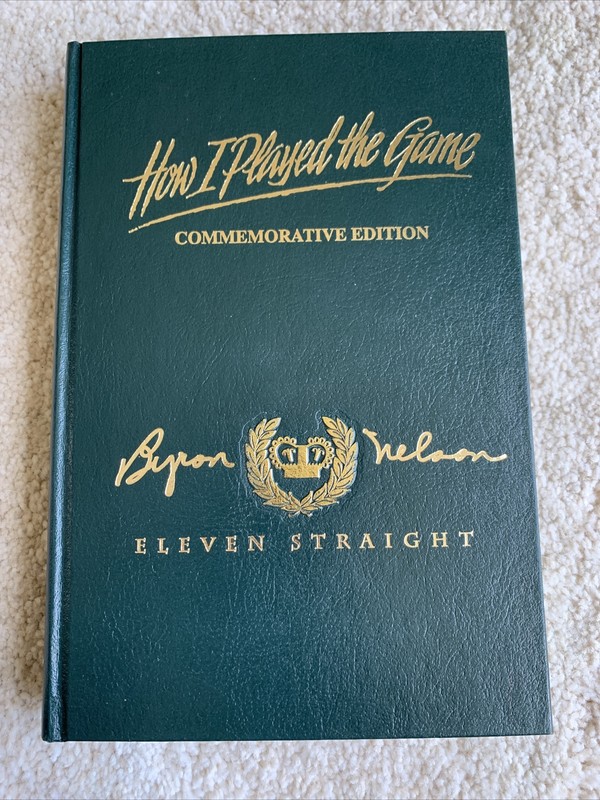 How I Played the Game
COMMEMORATIVE EDITION
Byron Nelson
ELEVEN STRAIGHT